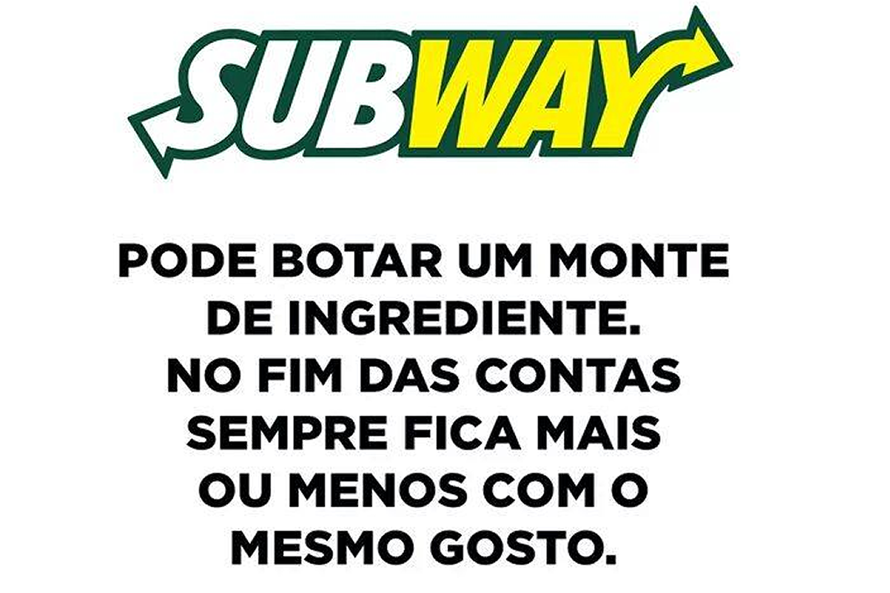 SUBWAY
PODE BOTAR UM MONTE
DE INGREDIENTE.
NO FIM DAS CONTAS
SEMPRE FICA MAIS
OU MENOS COM O
MESMO GOSTO.